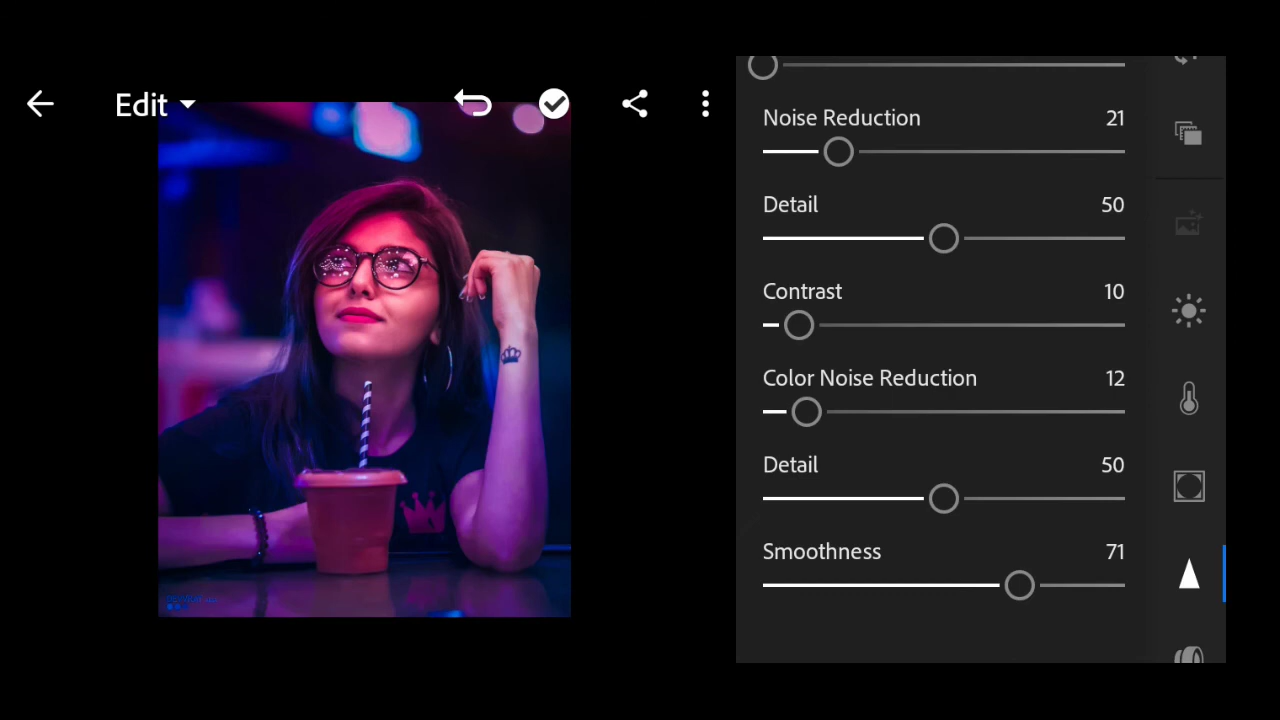 Edit
Noise Reduction 21
Detail 50
Contrast 10
Color Noise Reduction 12
Detail 50
Smoothness 71